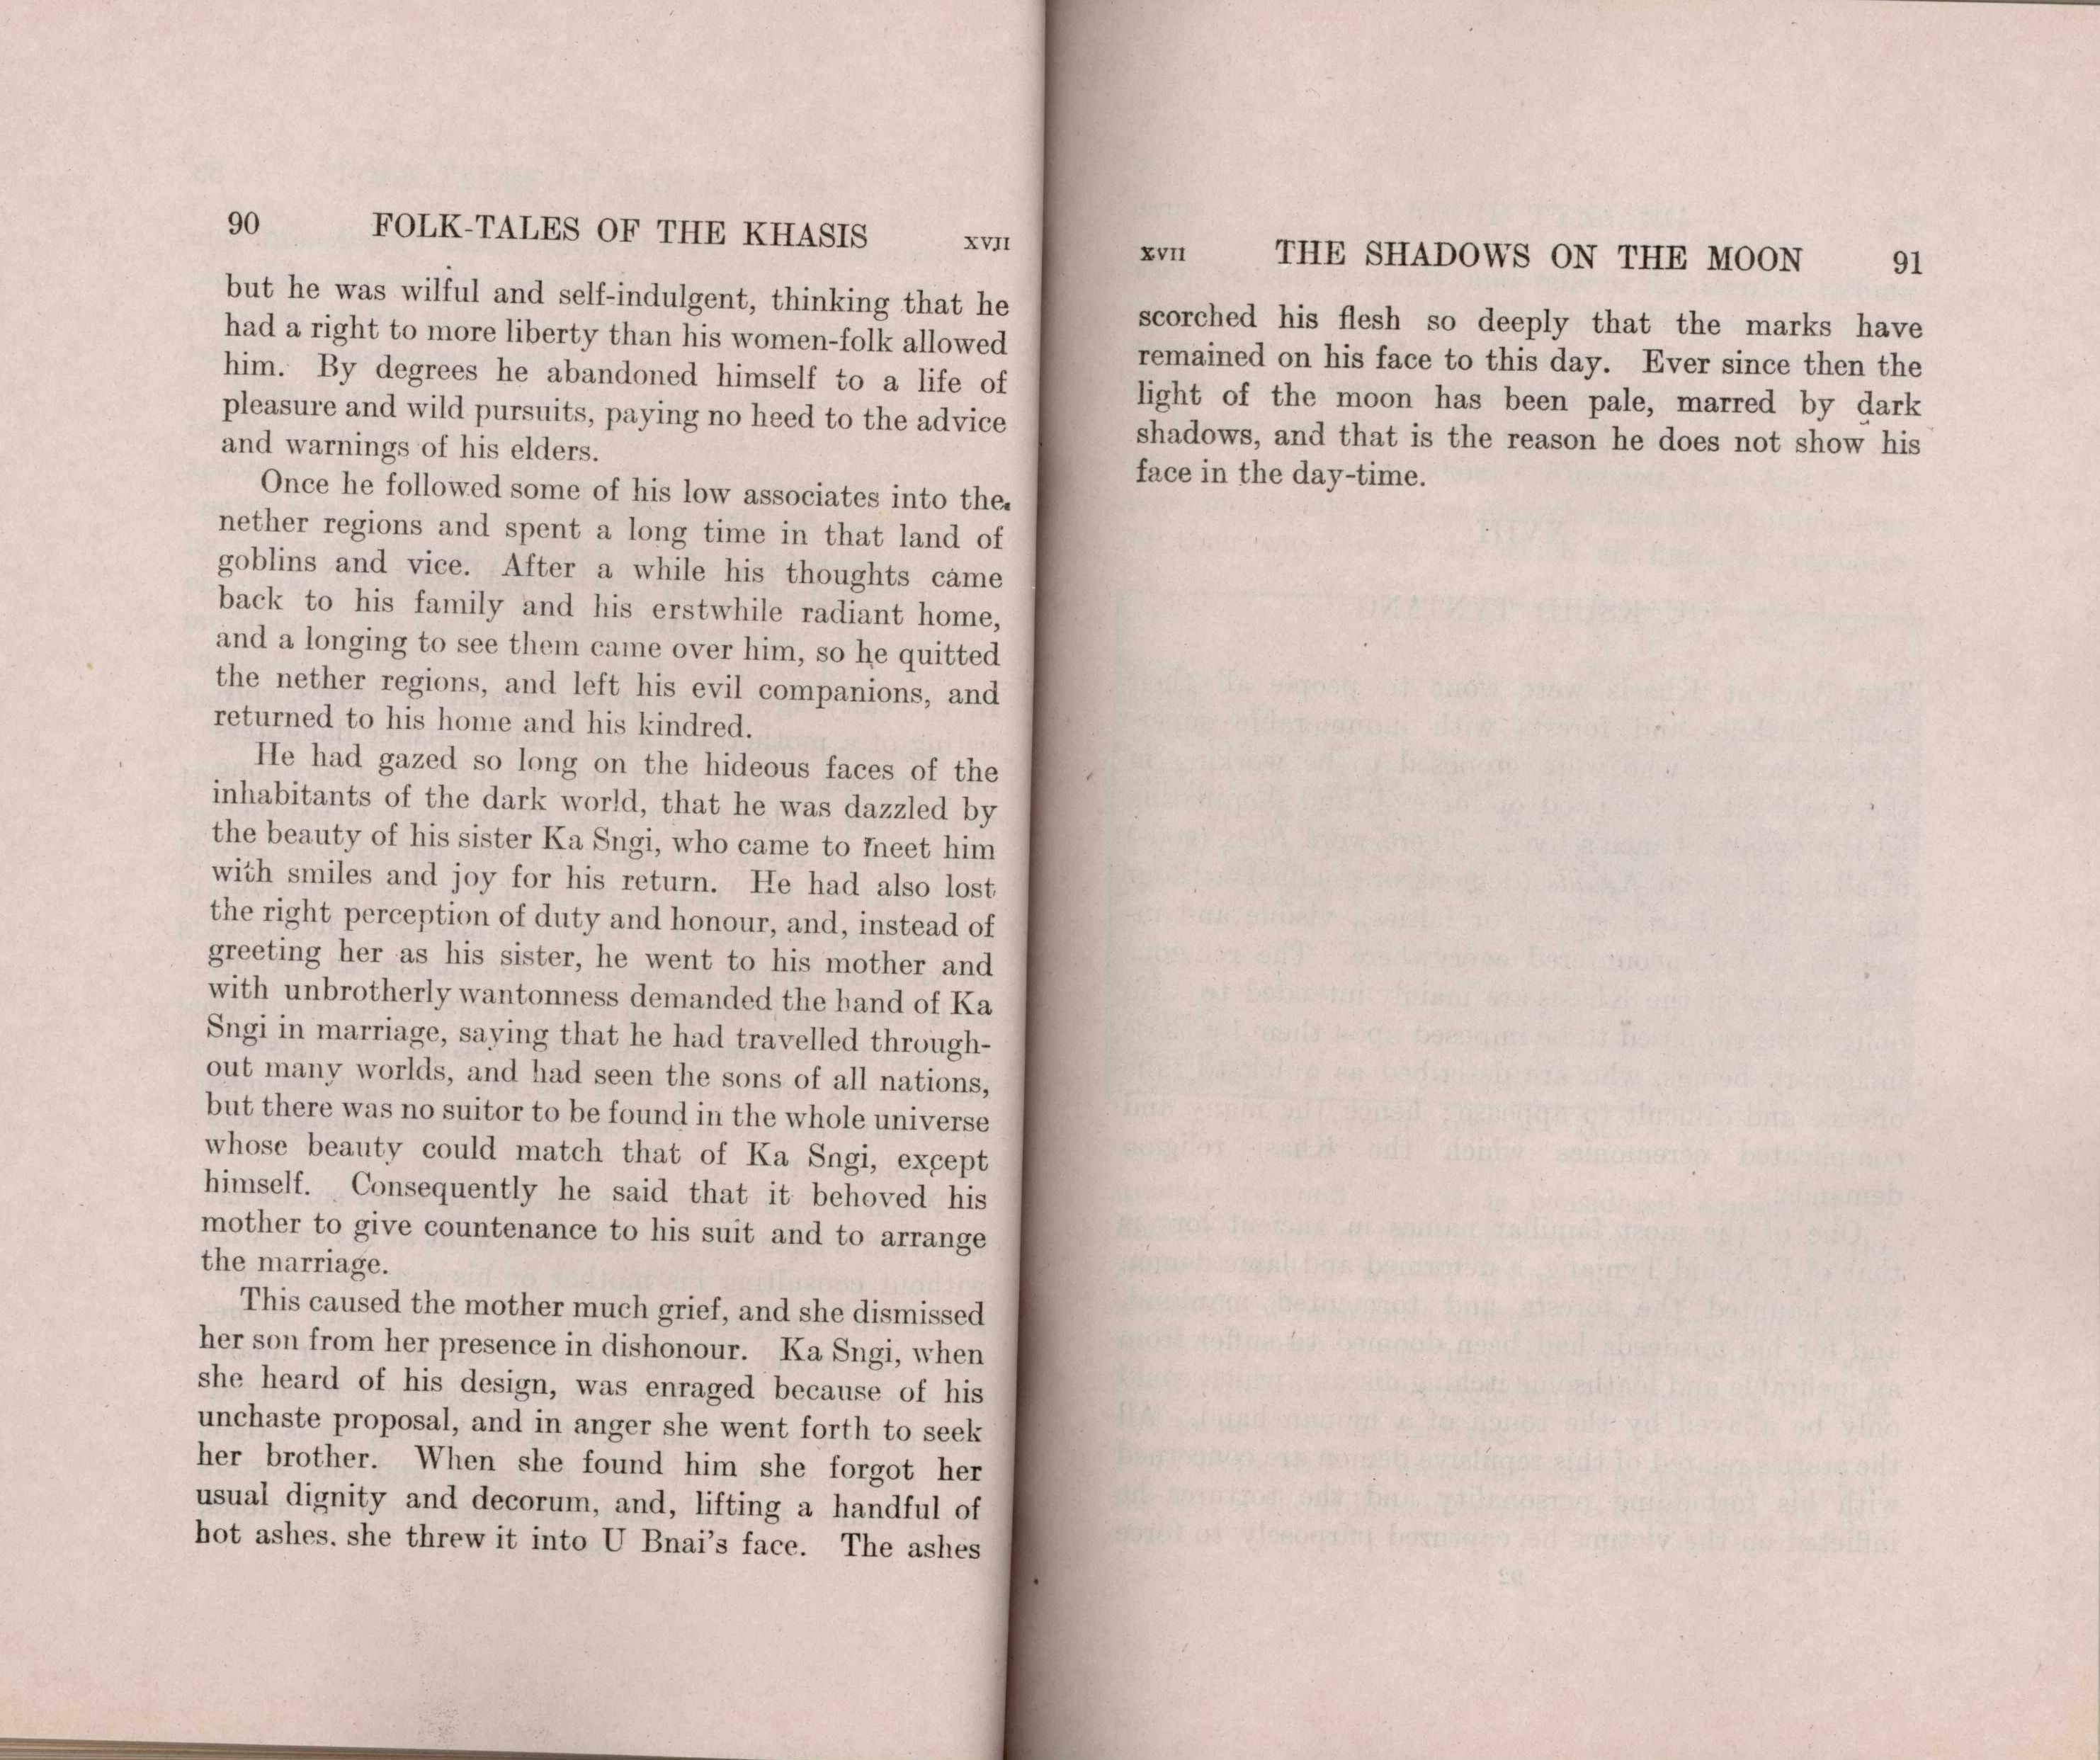 90 FOLK-TALES OF THE KHASIS XVII
but he was wilful and self-indulgent, thinking that he
had a right to more liberty than his women-folk allowed
him. By degrees he abandoned himself to a life of
pleasure and wild pursuits, paying no heed to the advice
and warnings of his elders.
Once he followed some of his low associates into the
nether regions and spent a long time in that land of
goblins and vice. After a while his thoughts came
back to his family and his erstwhile radiant home,
and a longing to see them came over him, so he quitted
the nether regions, and left his evil companions, and
returned to his home and his kindred.
He had gazed so long on the hideous faces of the
inhabitants of the dark world, that he was dazzled by
the beauty of his sister Ka Sngi, who came to meet him
with smiles and joy for his return. He had also lost
the right perception of duty and honour, and, instead of
greeting her as his sister, he went to his mother and
with unbrotherly wantonness demanded the hand of Ka
Sngi in marriage, saying that he had travelled through-
out many worlds, and had seen the sons of all nations,
but there was no suitor to be found in the whole universe
whose beauty could match that of Ka Sngi, except
himself. Consequently he said that it behoved his
mother to give countenance to his suit and to arrange
the marriage.
This caused the mother much grief, and she dismissed
her son from her presence in dishonour. Ka Sngi, when
she heard of his design, was enraged because of his
unchaste proposal, and in anger she went forth to seek
her brother. When she found him she forgot her
usual dignity and decorum, and, lifting a handful of
hot ashes, she threw it into U Bnai's face. The ashes
XVII THE SHADOWS ON THE MOON 91
scorched his flesh so deeply that the marks have
remained on his face to this day. Ever since then the
light of the moon has been pale, marred by dark
shadows, and that is the reason he does not show his
face in the day-time.